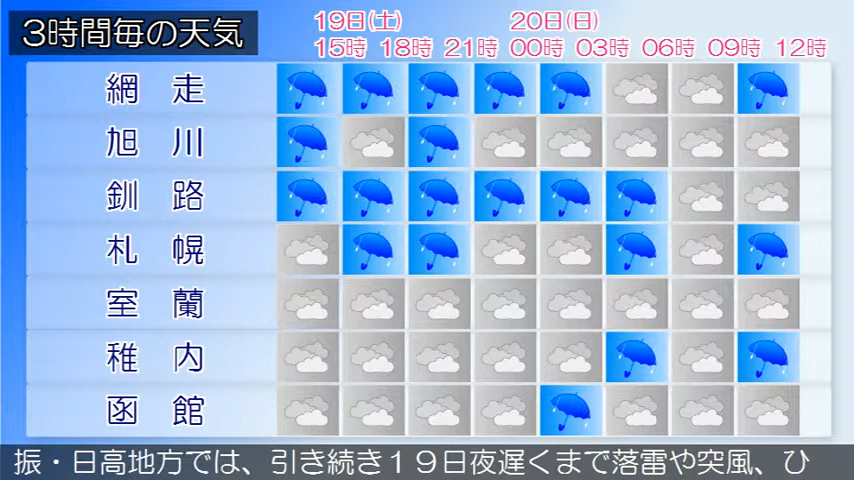 3時間毎の天気
19日(土) 20日(日)
15時 18時 21時 00時 03時 06時 09時 12時
網 走
旭 川
釧 路
札 幌
室 蘭
稚 内
函 館
振・日高地方では、引き続き19日夜遅くまで落雷や突風、ひ